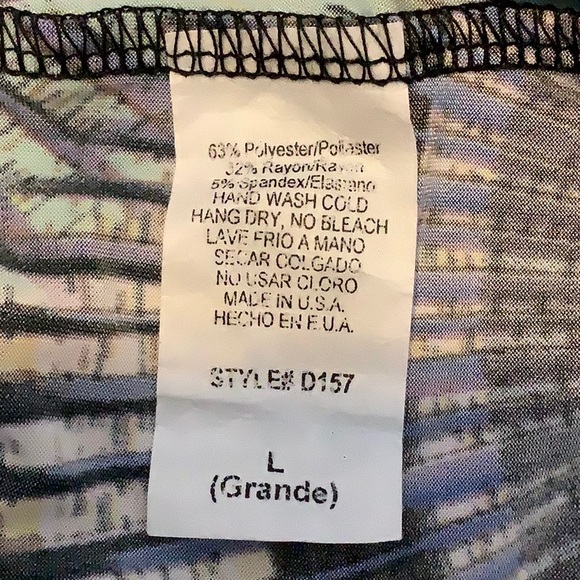 63% Polyester/Poliester
32% Rayon/Rayon
5% Spandex/Elastano
HAND WASH COLD
HANG DRY, NO BLEACH
LAVE FRIO A MANO
SECAR COLGADO
NO USAR CLORO
MADE IN U.S.A.
HECHO EN E.U.A.
STYLE# D157
L
(Grande)